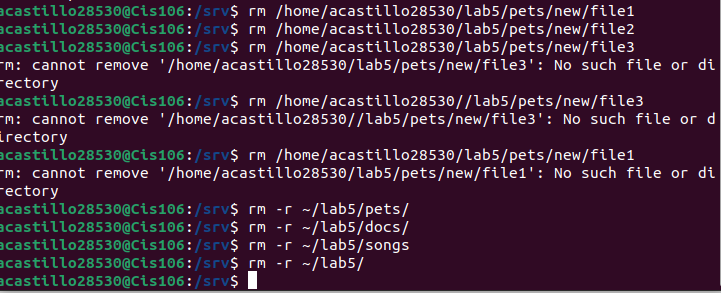 acastillo28530@Cis106:/srv$ rm /home/acastillo28530/lab5/pets/new/file1
acastillo28530@Cis106:/srv$ rm /home/acastillo28530/lab5/pets/new/file2
acastillo28530@Cis106:/srv$ rm /home/acastillo28530/lab5/pets/new/file3
rm: cannot remove '/home/acastillo28530/lab5/pets/new/file3': No such file or di
rectory
acastillo28530@Cis106:/srv$ rm /home/acastillo28530//lab5/pets/new/file3
rm: cannot remove '/home/acastillo28530//lab5/pets/new/file3': No such file or d
irectory
acastillo28530@Cis106:/srv$ rm /home/acastillo28530/lab5/pets/new/file1
rm: cannot remove '/home/acastillo28530/lab5/pets/new/file1': No such file or di
rectory
acastillo28530@Cis106:/srv$ rm -r ~/lab5/pets/
acastillo28530@Cis106:/srv$ rm -r ~/lab5/docs/
acastillo28530@Cis106:/srv$ rm -r ~/lab5/songs
acastillo28530@Cis106:/srv$ rm -r ~/lab5/
acastillo28530@Cis106:/srv$